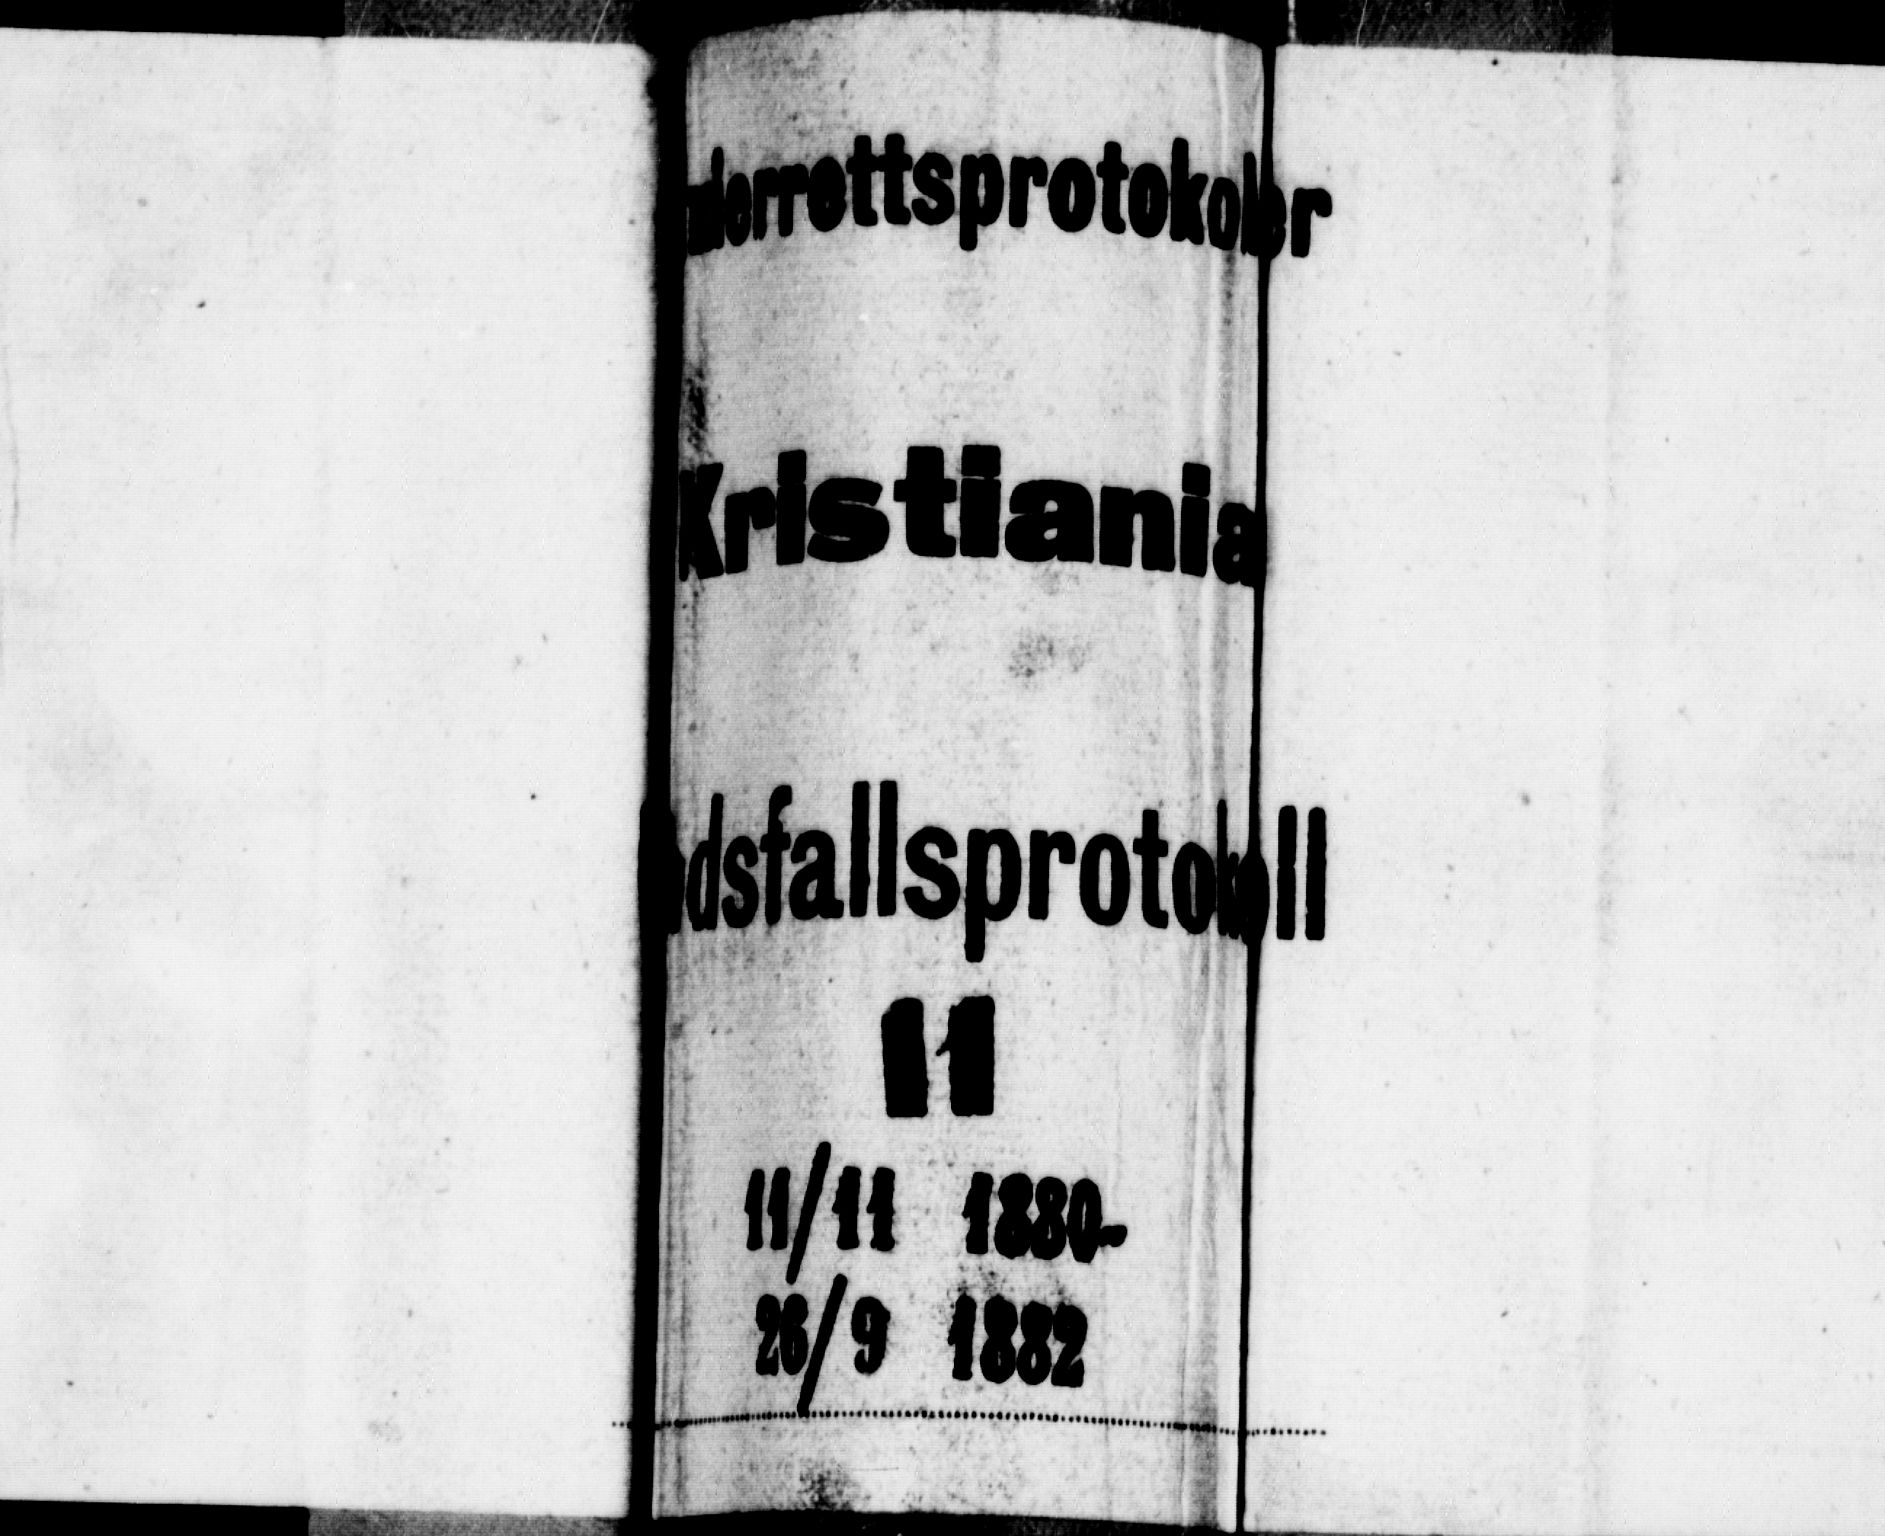 derrettsprotokoler
Kristiania
dsfallsprotokoll
11
11/11 1880-
26/9 1882